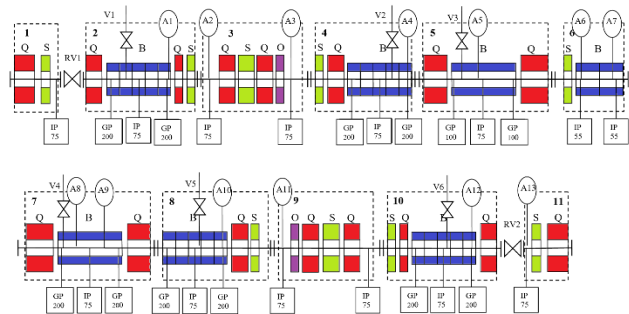 V1 A1 A2 A3 V2 A4 V3 A5 A6 A7
1 2 3 4 5 6
Q S RV1 Q B Q S Q S Q O S Q B Q B Q S B
IP 75 GP 200 IP 75 GP 200 IP 75 IP 75 GP 200 IP 75 GP 200 GP 100 IP 75 GP 100 IP 55 IP 55
V4 A8 A9 V5 A10 A11 V6 A12 A13
7 8 9 10 11
Q B Q B Q S O Q S Q S Q B Q RV2 S Q
GP 200 IP 75 GP 200 IP 75 GP 200 IP 75 IP 75 GP 200 IP 75 GP 200 IP 75